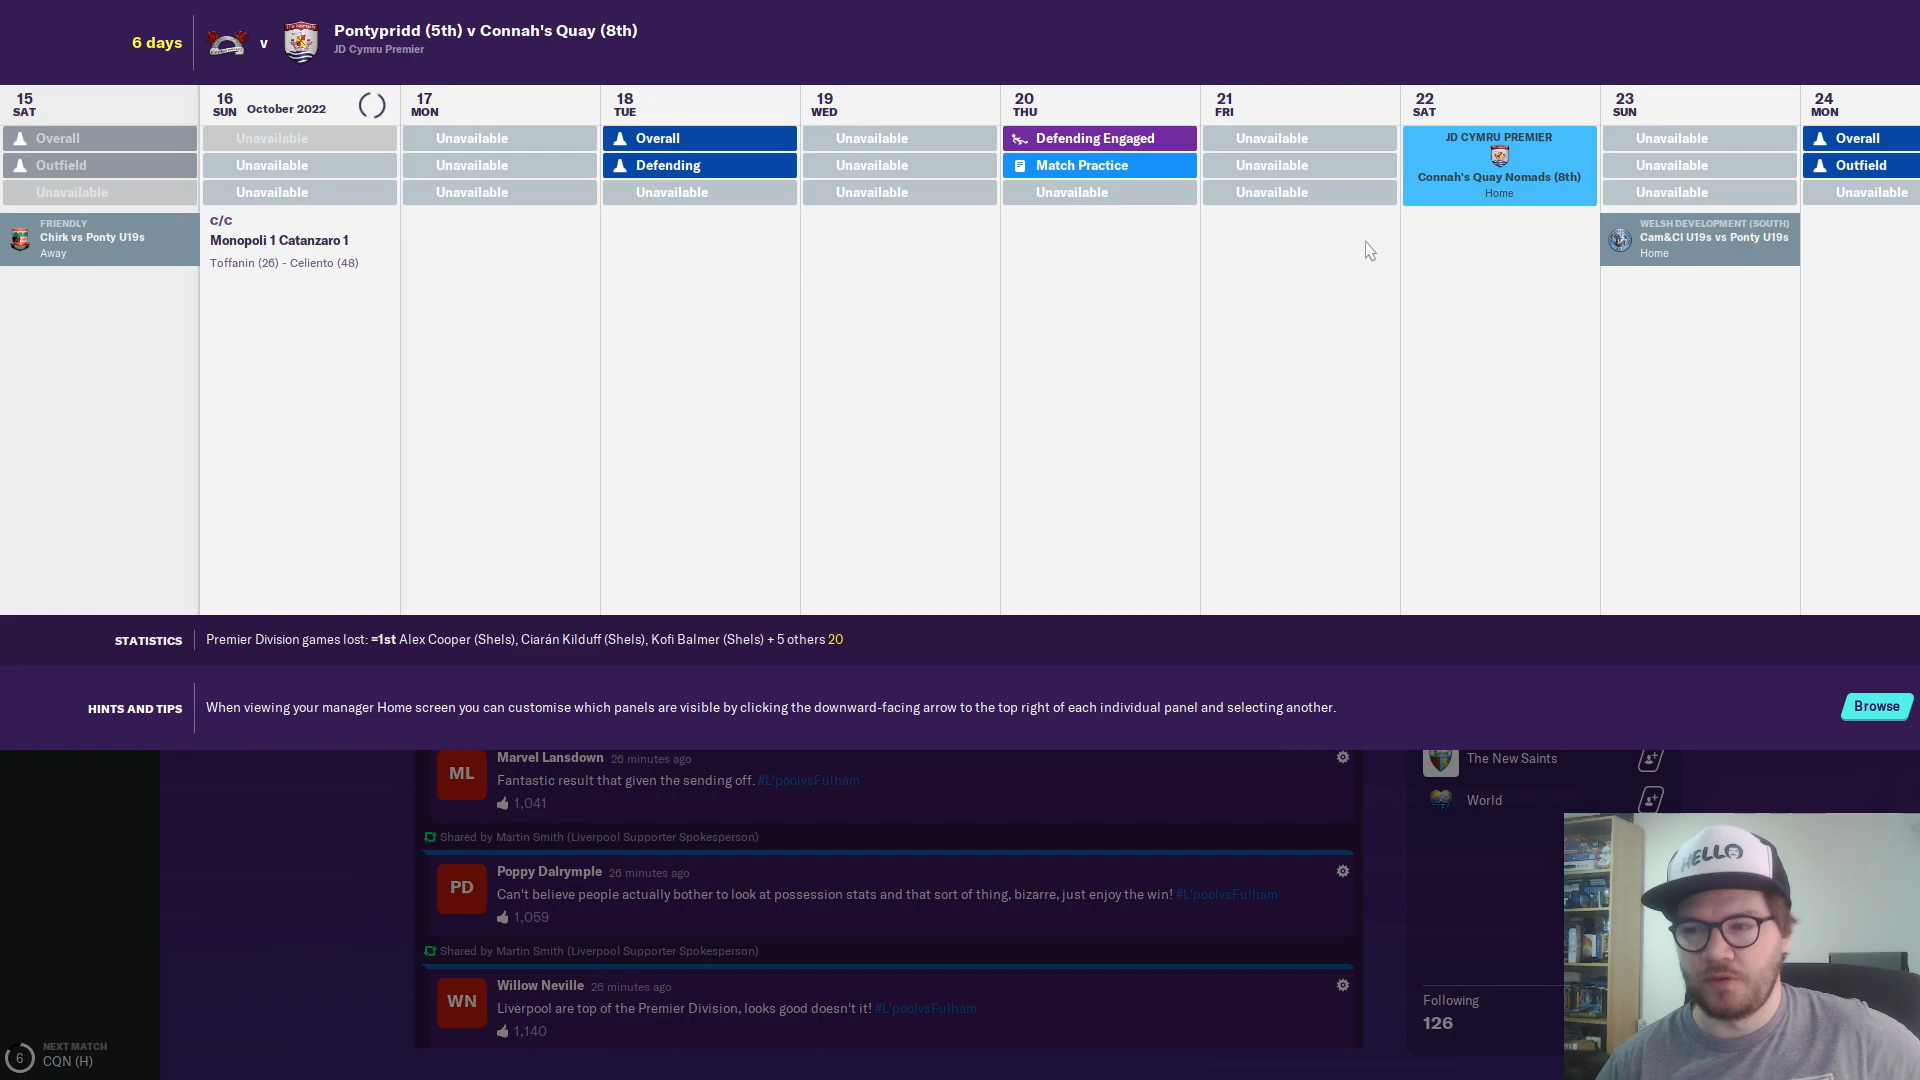 6 days
v
Pontypridd (5th) v Connah's Quay (8th)
JD Cymru Premier
15
SAT
16
SUN
October 2022
17
MON
18
TUE
19
WED
20
THU
21
FRI
22
SAT
23
SUN
24
MON
Overall
Outfield
Unavailable
Unavailable
Unavailable
Unavailable
Unavailable
Unavailable
Unavailable
Overall
Defending
Unavailable
Unavailable
Unavailable
Unavailable
Defending Engaged
Match Practice
Unavailable
Unavailable
Unavailable
Unavailable
JD CYMRU PREMIER
Connah's Quay Nomads (8th)
Home
Unavailable
Unavailable
Unavailable
Overall
Outfield
Unavailable
FRIENDLY
Chirk vs Ponty U19s
Away
C/C
Monopoli 1 Catanzaro 1
Toffanin (26) - Celiento (48)
WELSH DEVELOPMENT (SOUTH)
Cam&Cl U19s vs Ponty U19s
Home
STATISTICS
Premier Division games lost: =1st Alex Cooper (Shels), Ciarán Kilduff (Shels), Kofi Balmer (Shels) + 5 others 20
HINTS AND TIPS
When viewing your manager Home screen you can customise which panels are visible by clicking the downward-facing arrow to the top right of each individual panel and selecting another.
Browse
ML
Marvel Lansdown 26 minutes ago
Fantastic result that given the sending off. #L'poolvsFulham
1,041
Shared by Martin Smith (Liverpool Supporter Spokesperson)
PD
Poppy Dalrymple 26 minutes ago
Can't believe people actually bother to look at possession stats and that sort of thing, bizarre, just enjoy the win! #L'poolvsFulham
1,059
Shared by Martin Smith (Liverpool Supporter Spokesperson)
WN
Willow Neville 26 minutes ago
Liverpool are top of the Premier Division, looks good doesn't it! #L'poolvsFulham
1,140
The New Saints
World
Following
126
6
NEXT MATCH
CQN (H)
HELLO